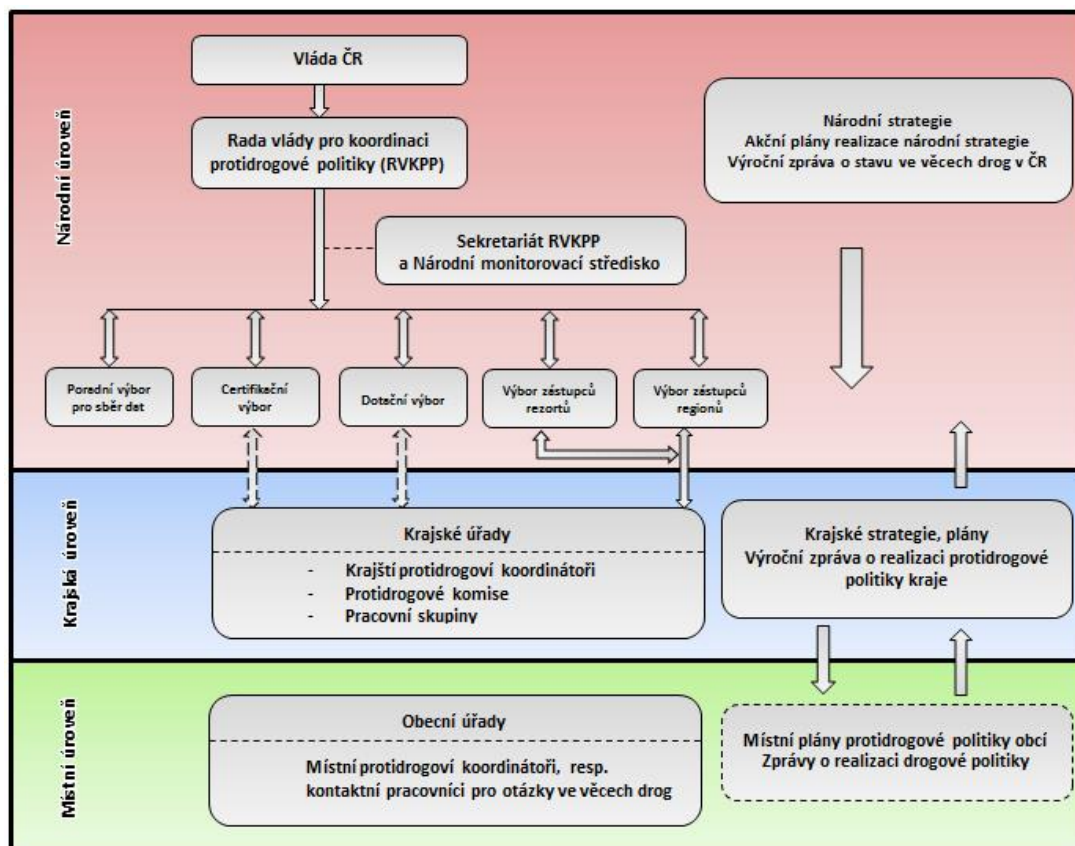 Národní úroveň
Vláda ČR
Rada vlády pro koordinaci
protidrogové politiky (RVKPP)
Národní strategie
Akční plány realizace národní strategie
Výroční zpráva o stavu ve věcech drog v ČR
Sekretariát RVKPP
a Národní monitorovací středisko
Poradní výbor
pro sběr dat
Certifikační
výbor
Dotační výbor
Výbor zástupců
rezortů
Výbor zástupců
regionů
Krajská úroveň
Krajské úřady
- Krajští protidrogoví koordinátoři
- Protidrogové komise
- Pracovní skupiny
Krajské strategie, plány
Výroční zpráva o realizaci protidrogové
politiky kraje
Místní úroveň
Obecní úřady
Místní protidrogoví koordinátoři, resp.
kontaktní pracovníci pro otázky ve věcech drog
Místní plány protidrogové politiky obcí
Zprávy o realizaci drogové politiky